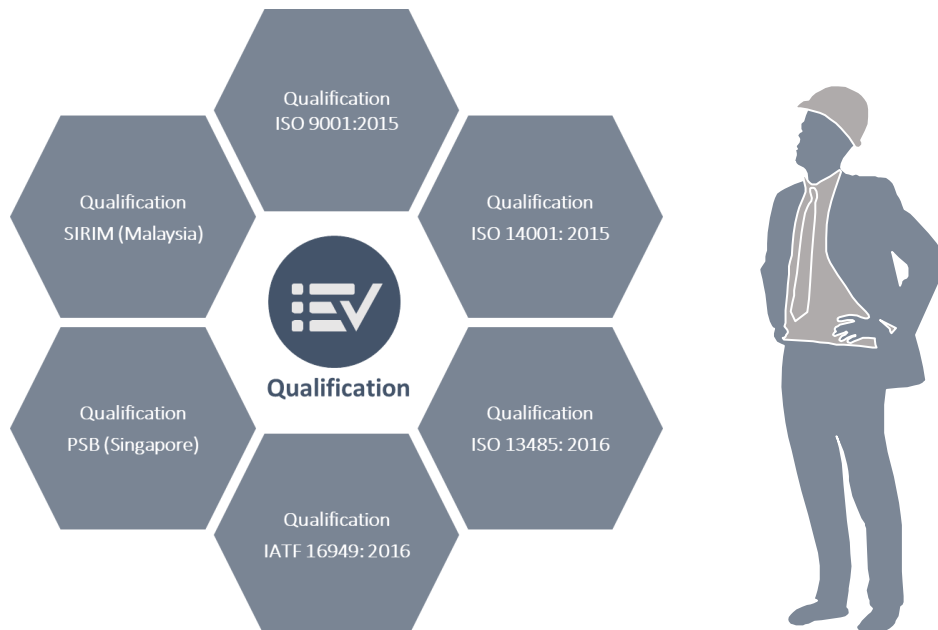 Qualification
ISO 9001:2015
Qualification
SIRIM (Malaysia)
Qualification
ISO 14001: 2015
Qualification
Qualification
PSB (Singapore)
Qualification
ISO 13485: 2016
Qualification
IATF 16949: 2016